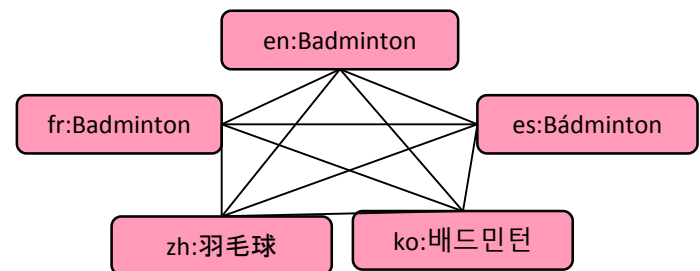 en:Badminton
fr:Badminton
es:Bádminton
zh:羽毛球
ko:배드민턴